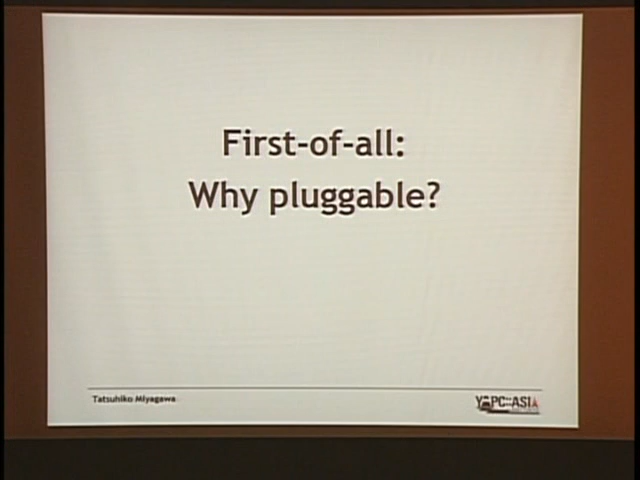 First-of-all:
Why pluggable?
Tatsuhiko Miyagawa
YAPC::ASIA